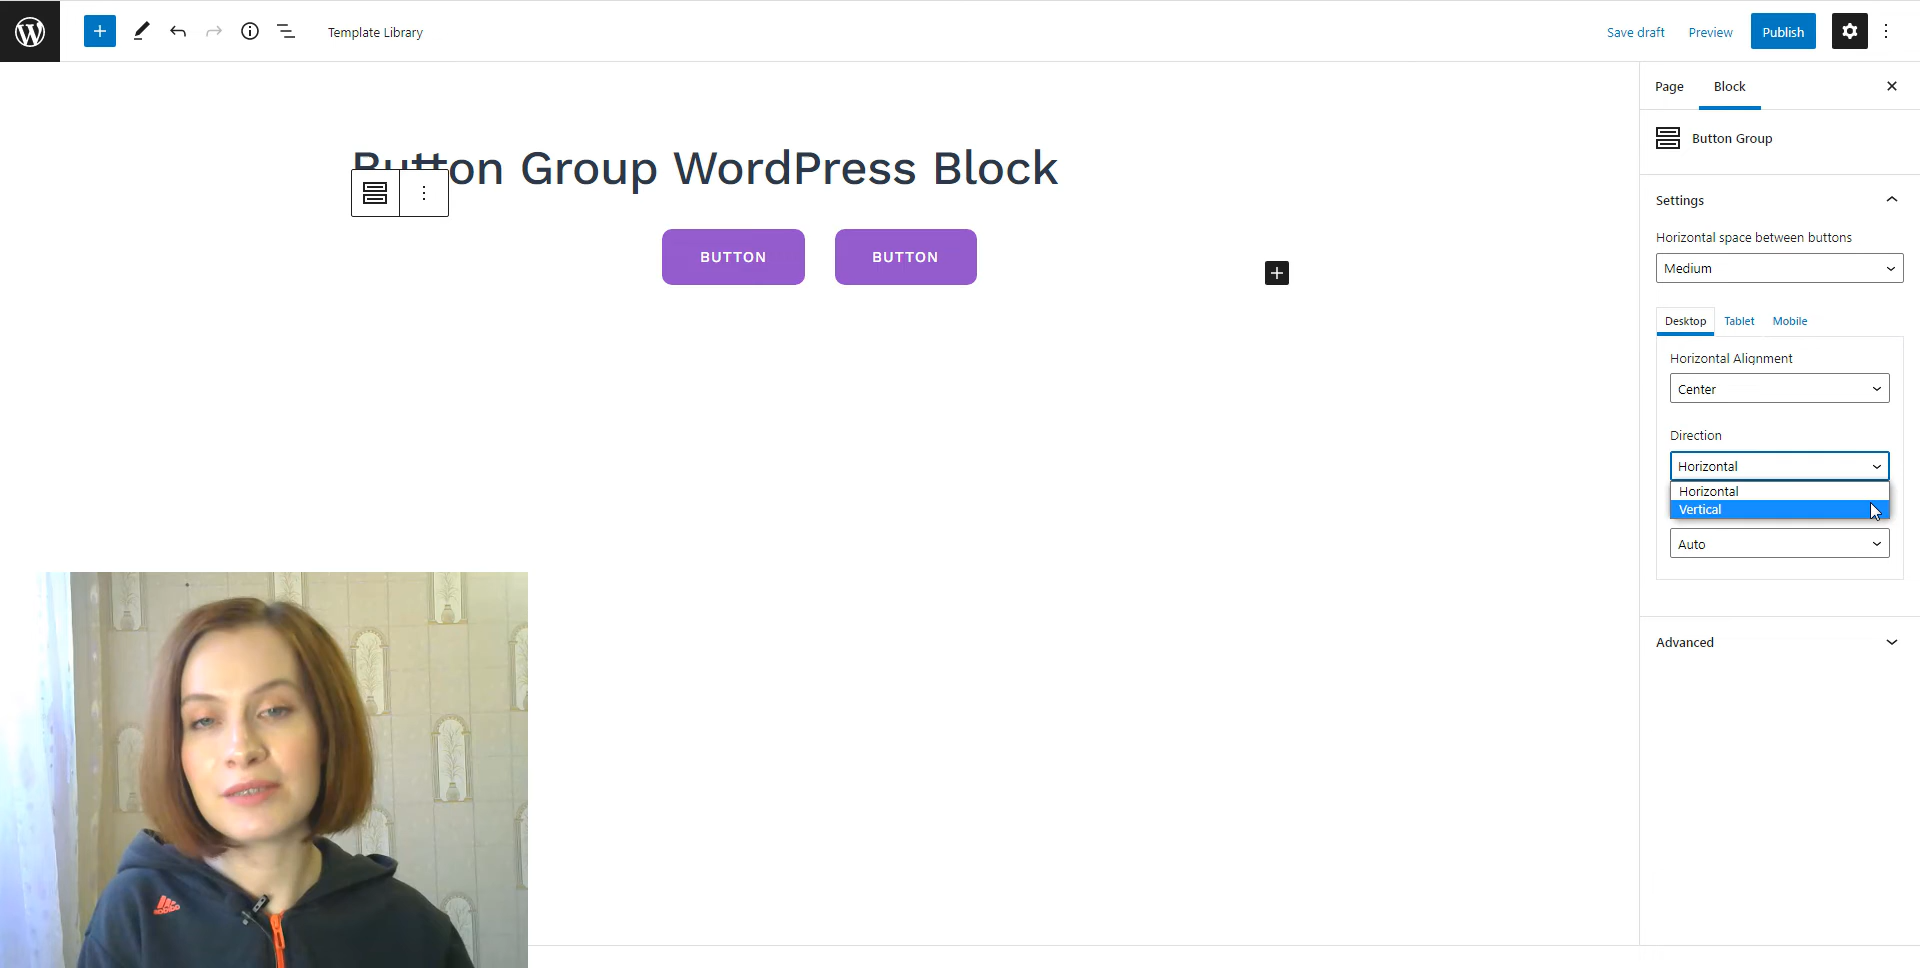 Template Library
Save draft
Preview
Publish
Page
Block
Button Group
Button Group WordPress Block
Settings
Horizontal space between buttons
BUTTON
BUTTON
Medium
Desktop
Tablet
Mobile
Horizontal Alignment
Center
Direction
Horizontal
Horizontal
Vertical
Auto
Advanced
adidas